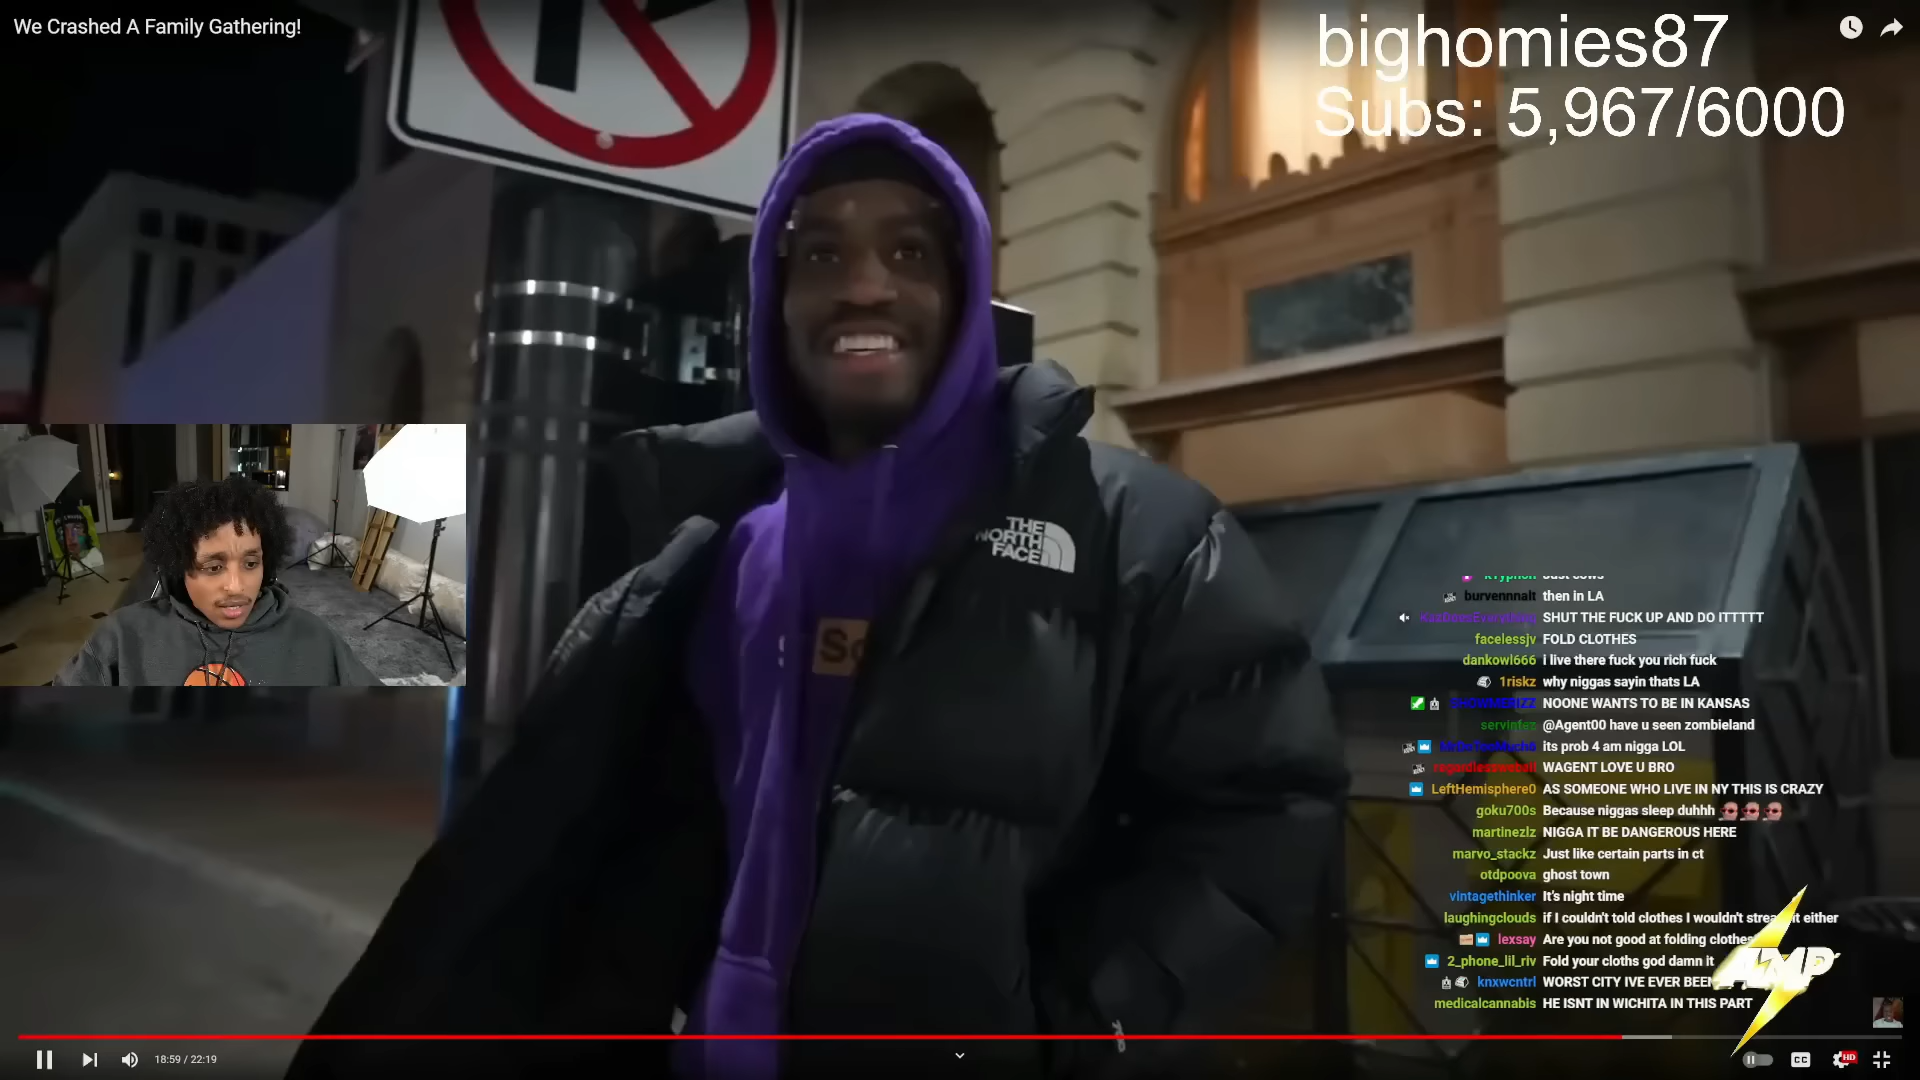 We Crashed A Family Gathering!
bighomies87
Subs: 5,967/6000
THE
NORTH
FACE
burvennnalt then in LA
SHUT THE FUCK UP AND DO ITTTTT
facelessjv FOLD CLOTHES
dankowl666 i live there fuck you rich fuck
1riskz why niggas sayin thats LA
SHOWMERIZZ NOONE WANTS TO BE IN KANSAS
servinfez @Agent00 have u seen zombieland
its prob 4 am nigga LOL
WAGENT LOVE U BRO
LeftHemisphere0 AS SOMEONE WHO LIVE IN NY THIS IS CRAZY
goku700s Because niggas sleep duhhh
martinezlz NIGGA IT BE DANGEROUS HERE
marvo_stackz Just like certain parts in ct
otdpoova ghost town
vintagethinker It's night time
laughingclouds if I couldn't told clothes I wouldn't either
lexsay Are you not good at folding clothes
2_phone_lil_riv Fold your cloths god damn it
knxwcntrl WORST CITY IVE EVER BEEN
medicalcannabis HE ISNT IN WICHITA IN THIS PART
AMP
18:59 / 22:19
CC
HD